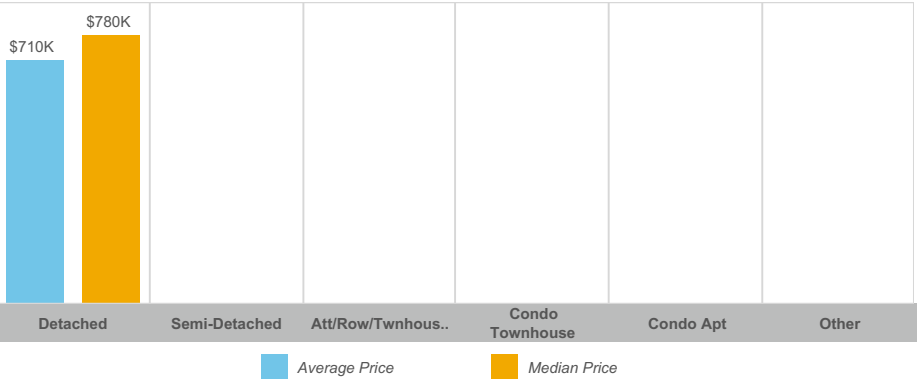 $780K
$710K
Detached
Semi-Detached
Att/Row/Twnhous..
Condo
Townhouse
Condo Apt
Other
Average Price
Median Price